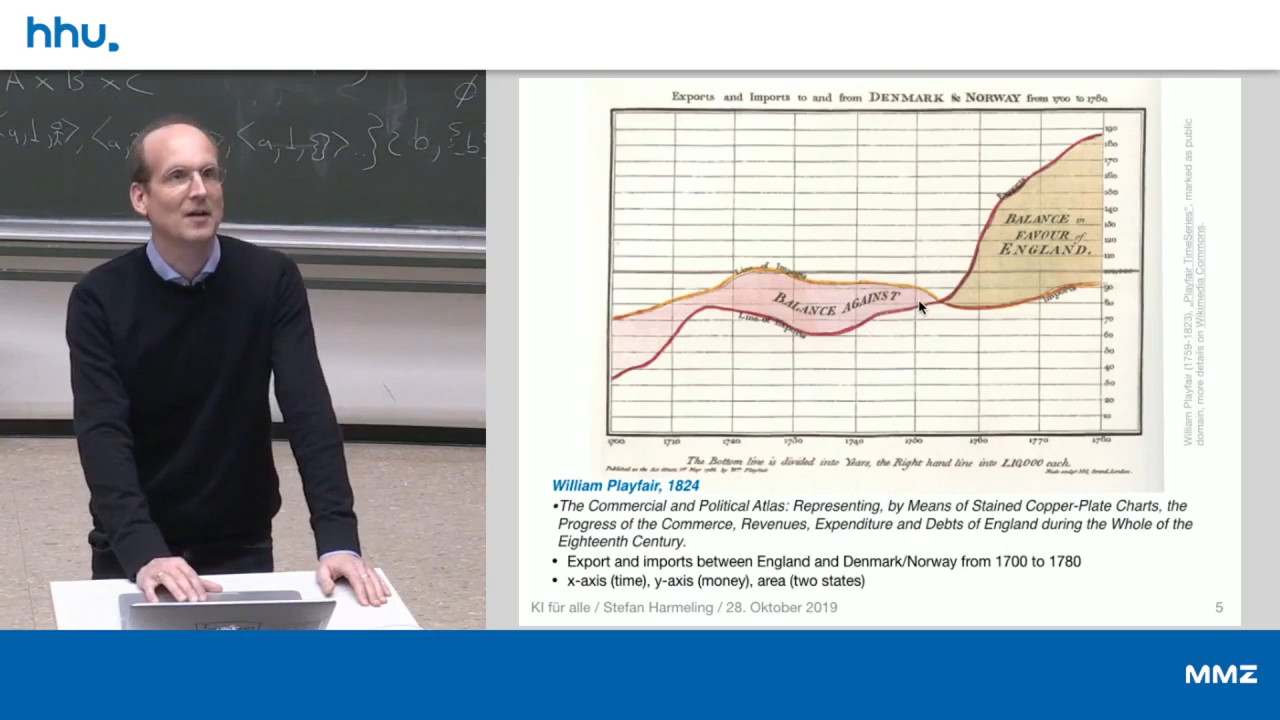 hhu.
A x B x C
Exports and Imports to and from DENMARK & NORWAY from 1700 to 1780
190
180
170
160
150
140
130
120
110
100,000
90
80
70
60
50
40
30
20
10
Exports
BALANCE in
FAVOUR of
ENGLAND.
Line of Imports
BALANCE AGAINST
Imports
Line of Exports
1700 1710 1720 1730 1740 1750 1760 1770 1780
The Bottom line is divided into Years, the Right hand line into L10,000 each.
William Playfair (1759-1823), „Playfair TimeSeries“, marked as public
domain, more details on Wikimedia Commons.
William Playfair, 1824
•The Commercial and Political Atlas: Representing, by Means of Stained Copper-Plate Charts, the
Progress of the Commerce, Revenues, Expenditure and Debts of England during the Whole of the
Eighteenth Century.
• Export and imports between England and Denmark/Norway from 1700 to 1780
• x-axis (time), y-axis (money), area (two states)
KI für alle / Stefan Harmeling / 28. Oktober 2019 5
MMZ